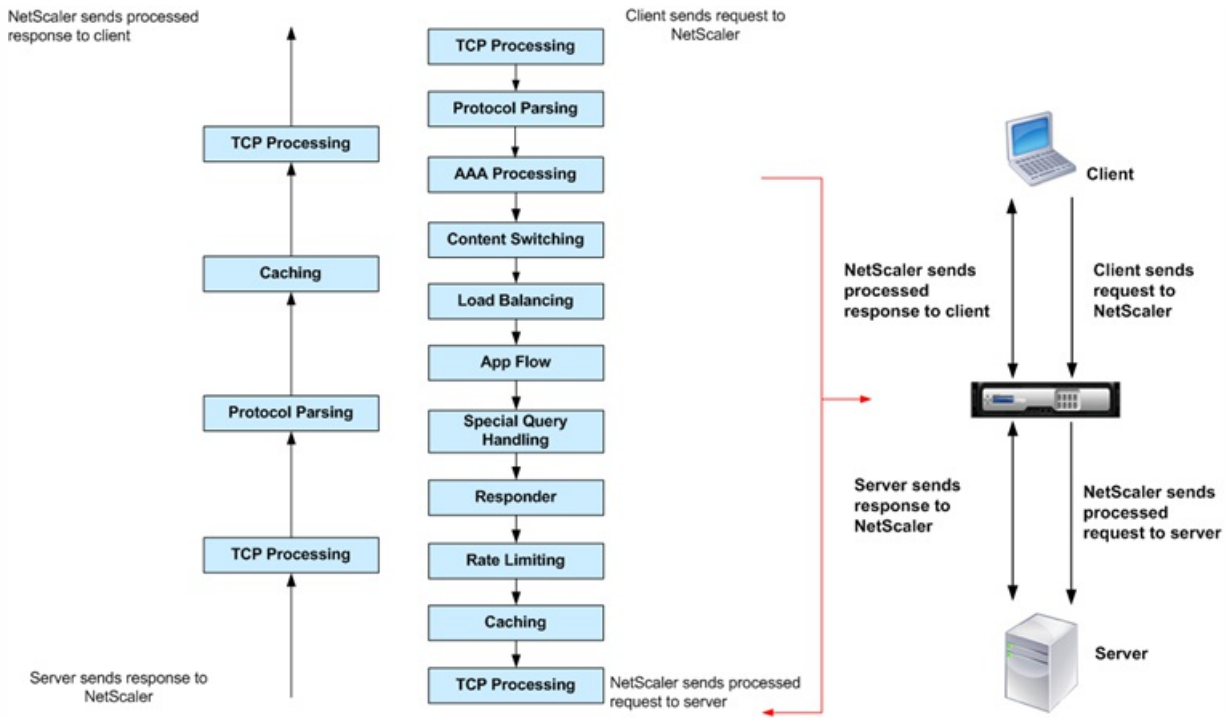 NetScaler sends processed
response to client
TCP Processing
Caching
Protocol Parsing
TCP Processing
Server sends response to
NetScaler
Client sends request to
NetScaler
TCP Processing
Protocol Parsing
AAA Processing
Content Switching
Load Balancing
App Flow
Special Query
Handling
Responder
Rate Limiting
Caching
TCP Processing
NetScaler sends processed
request to server
Client
NetScaler sends
processed
response to client
Client sends
request to
NetScaler
Server sends
response to
NetScaler
NetScaler sends
processed
request to server
Server